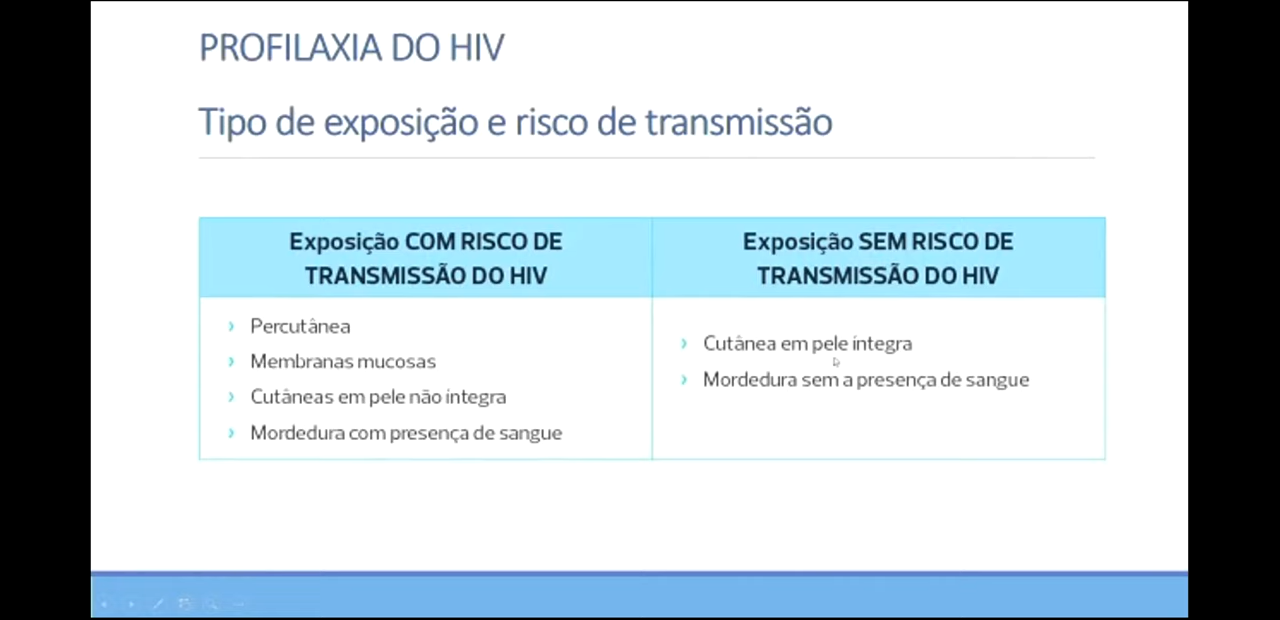 PROFILAXIA DO HIV
Tipo de exposição e risco de transmissão
Exposição COM RISCO DE
TRANSMISSÃO DO HIV
Exposição SEM RISCO DE
TRANSMISSÃO DO HIV
› Percutânea
› Membranas mucosas
› Cutâneas em pele não íntegra
› Mordedura com presença de sangue
› Cutânea em pele íntegra
› Mordedura sem a presença de sangue